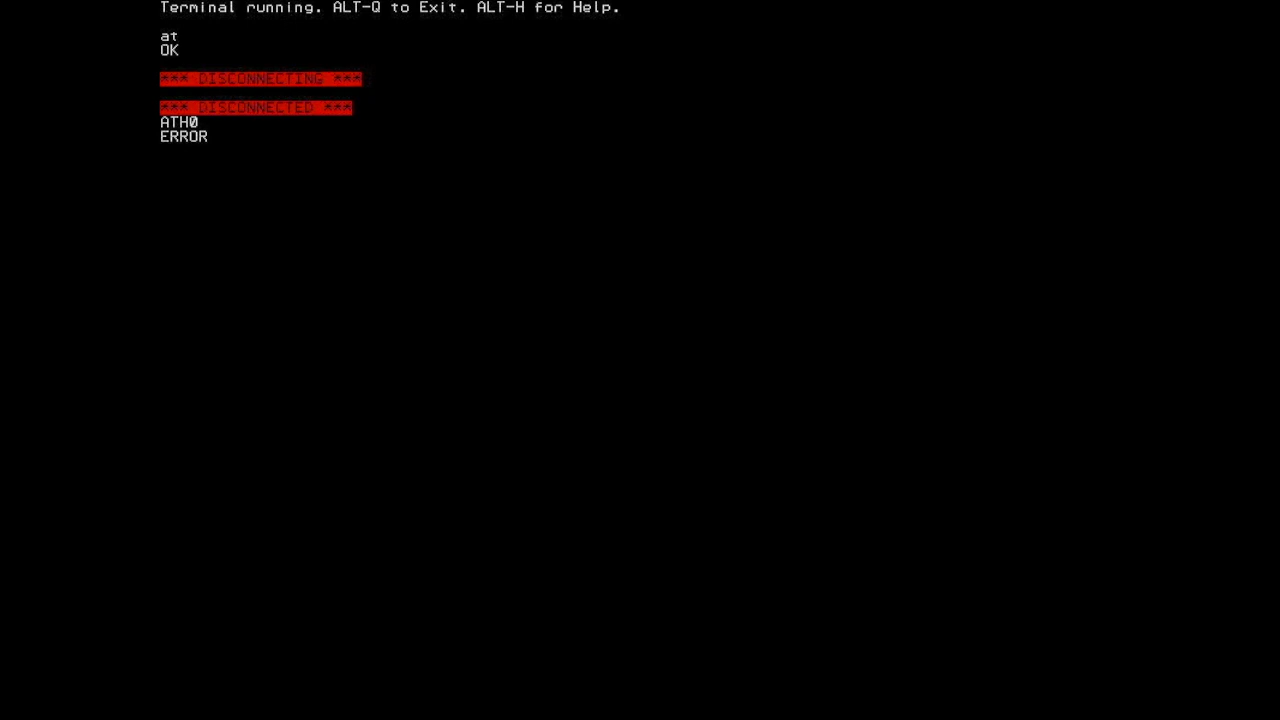 Terminal running. ALT-Q to Exit. ALT-H for Help.
at
OK
*** DISCONNECTING ***
*** DISCONNECTED ***
ATH0
ERROR